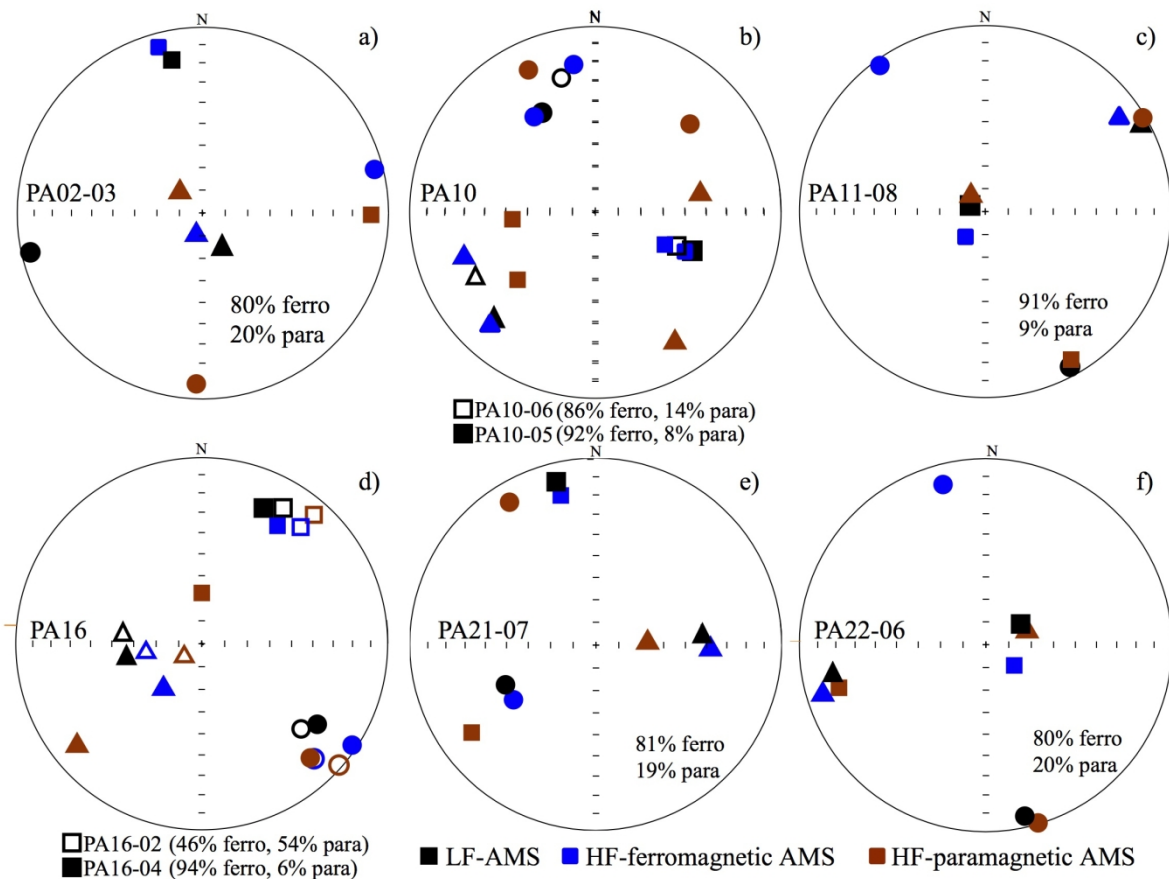 N
a)
PA02-03
80% ferro
20% para
N
b)
PA10
PA10-06 (86% ferro, 14% para)
PA10-05 (92% ferro, 8% para)
N
c)
PA11-08
91% ferro
9% para
N
d)
PA16
PA16-02 (46% ferro, 54% para)
PA16-04 (94% ferro, 6% para)
N
e)
PA21-07
81% ferro
19% para
N
f)
PA22-06
80% ferro
20% para
LF-AMS HF-ferromagnetic AMS HF-paramagnetic AMS